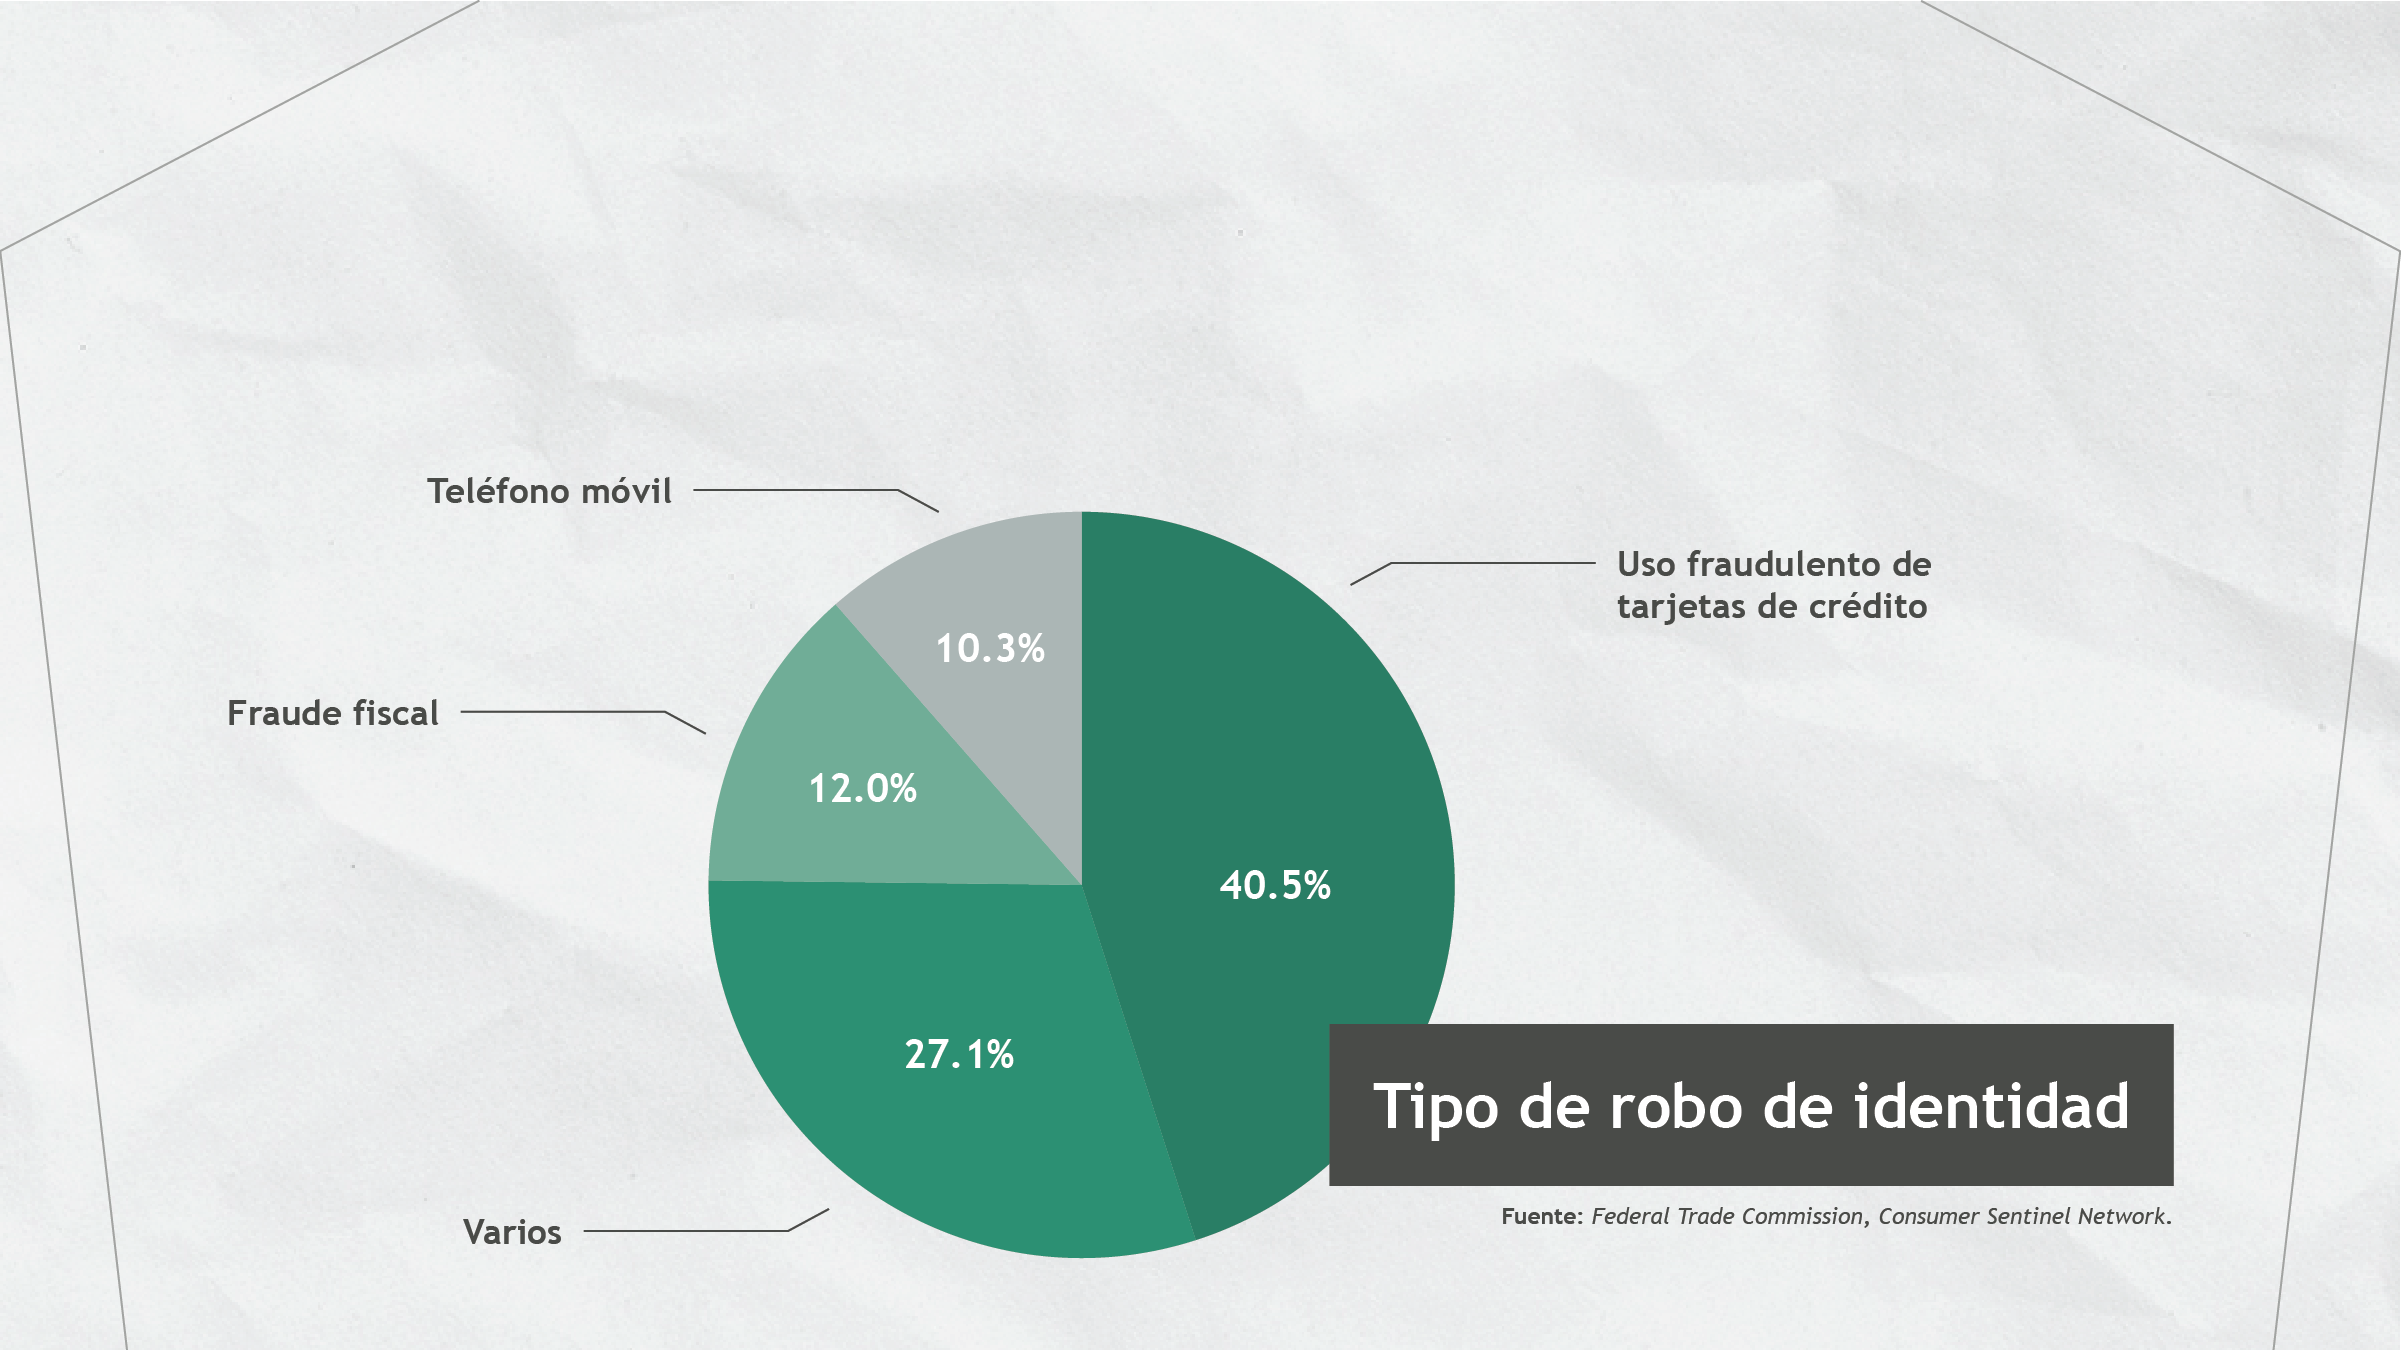 Teléfono móvil
Uso fraudulento de
tarjetas de crédito
10.3%
Fraude fiscal
12.0%
40.5%
27.1%
Tipo de robo de identidad
Fuente: Federal Trade Commission, Consumer Sentinel Network.
Varios